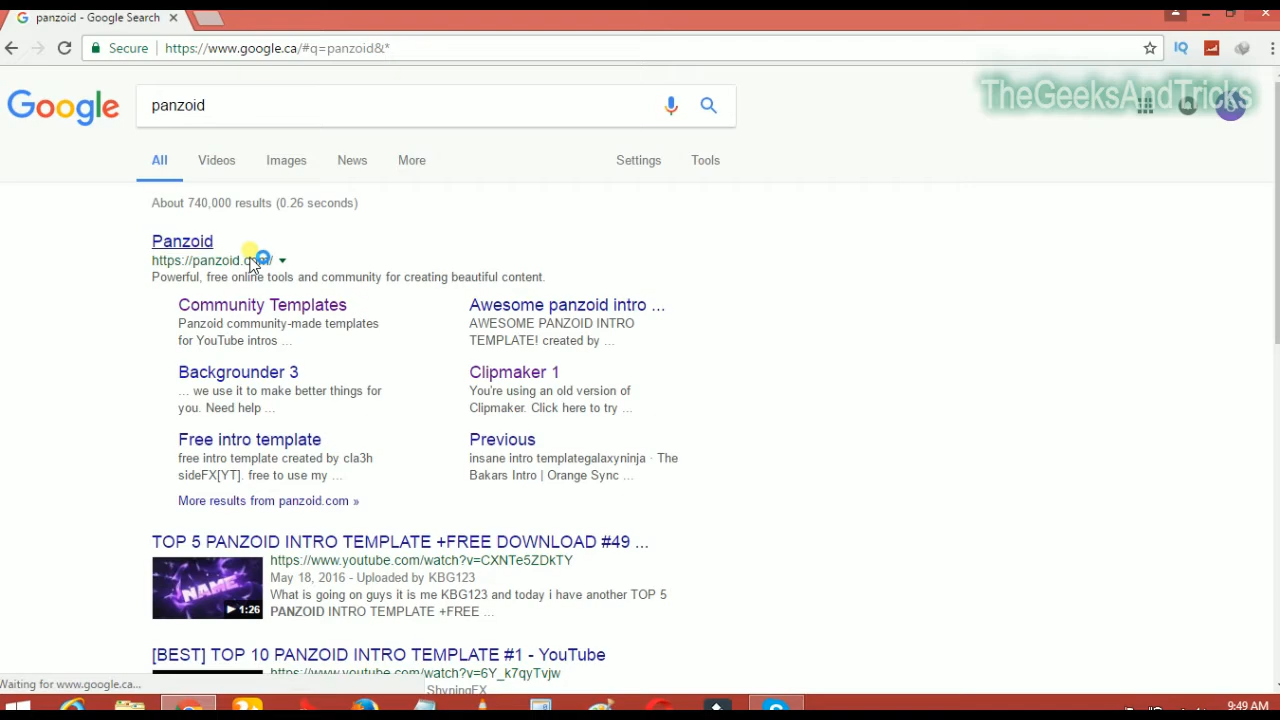 panzoid - Google Search
Secure https://www.google.ca/#q=panzoid&*
IQ
TheGeeksAndTricks
Google
panzoid
All Videos Images News More Settings Tools
About 740,000 results (0.26 seconds)
Panzoid
https://panzoid.com/
Powerful, free online tools and community for creating beautiful content.
Community Templates
Panzoid community-made templates
for YouTube intros ...
Awesome panzoid intro ...
AWESOME PANZOID INTRO
TEMPLATE! created by ...
Backgrounder 3
... we use it to make better things for
you. Need help ...
Clipmaker 1
You're using an old version of
Clipmaker. Click here to try ...
Free intro template
free intro template created by cla3h
sideFX[YT]. free to use my ...
Previous
insane intro templategalaxyninja · The
Bakars Intro | Orange Sync ...
More results from panzoid.com »
TOP 5 PANZOID INTRO TEMPLATE +FREE DOWNLOAD #49 ...
https://www.youtube.com/watch?v=CXNTe5ZDkTY
May 18, 2016 - Uploaded by KBG123
What is going on guys it is me KBG123 and today i have another TOP 5
PANZOID INTRO TEMPLATE +FREE ...
NAME
1:26
[BEST] TOP 10 PANZOID INTRO TEMPLATE #1 - YouTube
https://www.youtube.com/watch?v=6Y_k7qyTvjw
ShyningFX
Waiting for www.google.ca...
9:49 AM